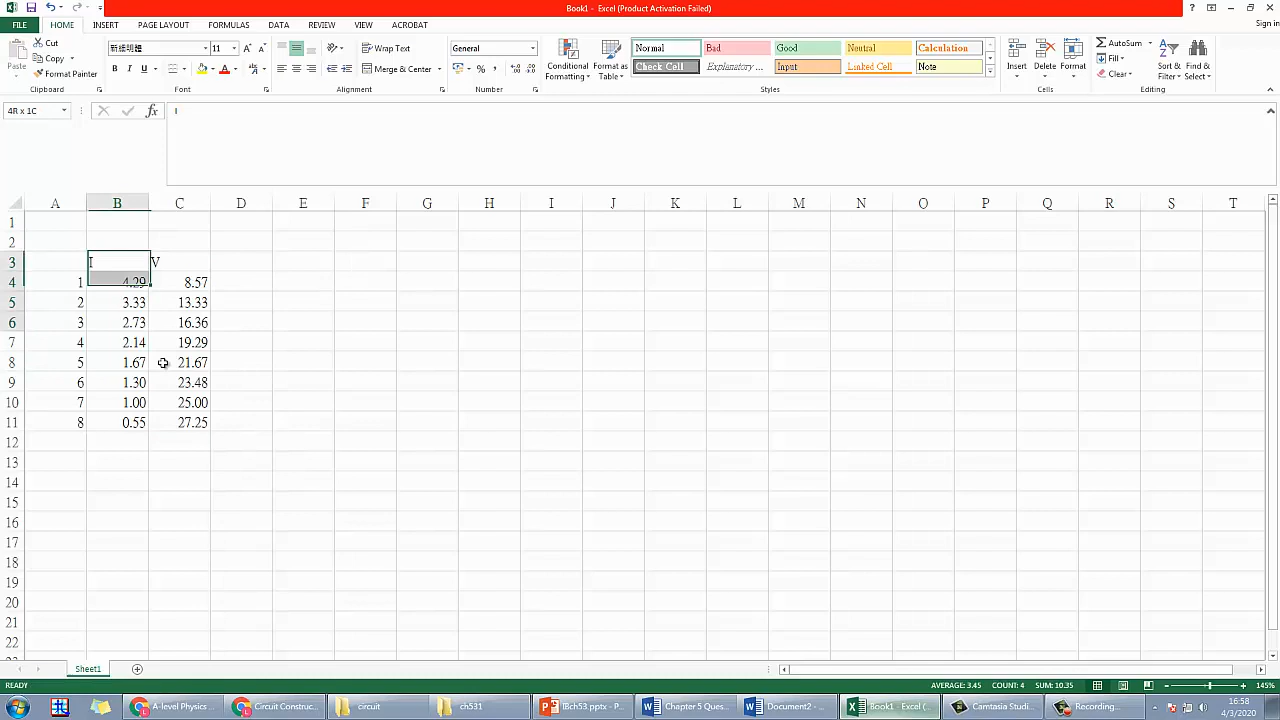 Book1 - Excel (Product Activation Failed)
FILE HOME INSERT PAGE LAYOUT FORMULAS DATA REVIEW VIEW ACROBAT Sign in
Cut
Copy
Format Painter
Paste
Clipboard
新細明體 11
B I U
Font
Wrap Text
Merge & Center
Alignment
General
$ % ,
Number
Conditional Formatting
Format as Table
Normal Bad Good Neutral Calculation
Check Cell Explanatory ... Input Linked Cell Note
Styles
Insert Delete Format
Cells
AutoSum
Fill
Clear
Sort & Filter
Find & Select
Editing
4R x 1C fx I
A B C D E F G H I J K L M N O P Q R S T
1
2
3 I V
4 1 4.29 8.57
5 2 3.33 13.33
6 3 2.73 16.36
7 4 2.14 19.29
8 5 1.67 21.67
9 6 1.30 23.48
10 7 1.00 25.00
11 8 0.55 27.25
12
13
14
15
16
17
18
19
20
21
22
Sheet1
READY AVERAGE: 3.45 COUNT: 4 SUM: 10.35 145%
A-level Physics ... Circuit Construc... circuit ch531 IBch53.pptx - P... Chapter 5 Ques... Document2 - ... Book1 - Excel (... Camtasia Studi... Recording...
16:58
4/3/2020